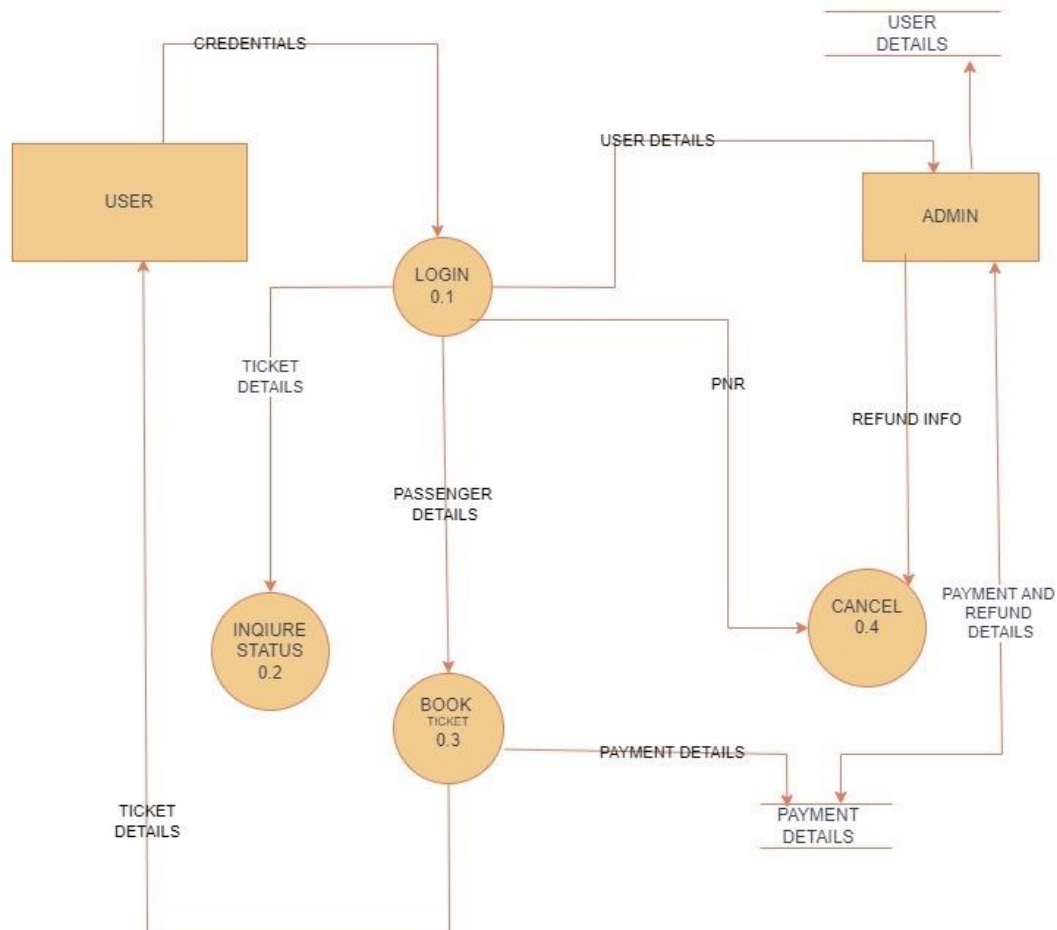 USER
DETAILS
CREDENTIALS
USER DETAILS
USER
ADMIN
LOGIN
0.1
TICKET
DETAILS
PNR
REFUND INFO
PASSENGER
DETAILS
INQIURE
STATUS
0.2
CANCEL
0.4
PAYMENT AND
REFUND
DETAILS
BOOK
TICKET
0.3
PAYMENT DETAILS
TICKET
DETAILS
PAYMENT
DETAILS